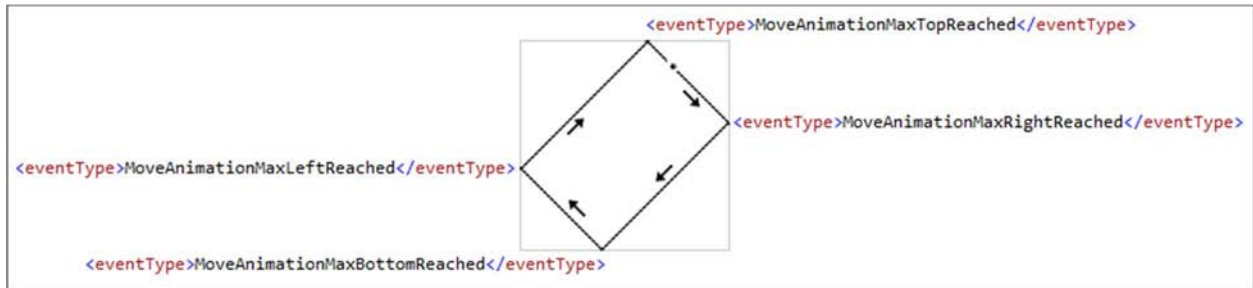 <eventType>MoveAnimationMaxTopReached</eventType>
<eventType>MoveAnimationMaxRightReached</eventType>
<eventType>MoveAnimationMaxLeftReached</eventType>
<eventType>MoveAnimationMaxBottomReached</eventType>